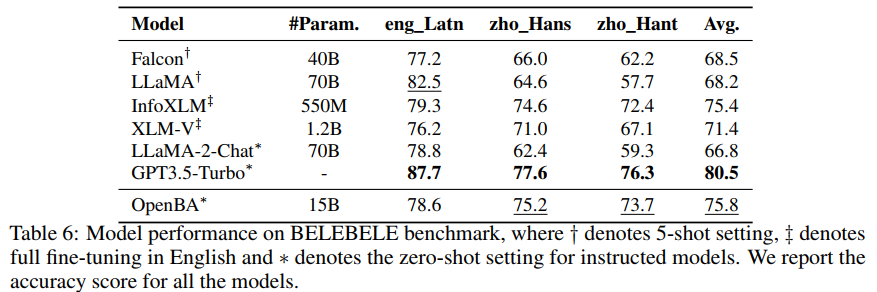 Model #Param. eng_Latn zho_Hans zho_Hant Avg.
Falcon† 40B 77.2 66.0 62.2 68.5
LLaMA† 70B 82.5 64.6 57.7 68.2
InfoXLM‡ 550M 79.3 74.6 72.4 75.4
XLM-V‡ 1.2B 76.2 71.0 67.1 71.4
LLaMA-2-Chat* 70B 78.8 62.4 59.3 66.8
GPT3.5-Turbo* - 87.7 77.6 76.3 80.5
OpenBA* 15B 78.6 75.2 73.7 75.8
Table 6: Model performance on BELEBELE benchmark, where † denotes 5-shot setting, ‡ denotes
full fine-tuning in English and * denotes the zero-shot setting for instructed models. We report the
accuracy score for all the models.